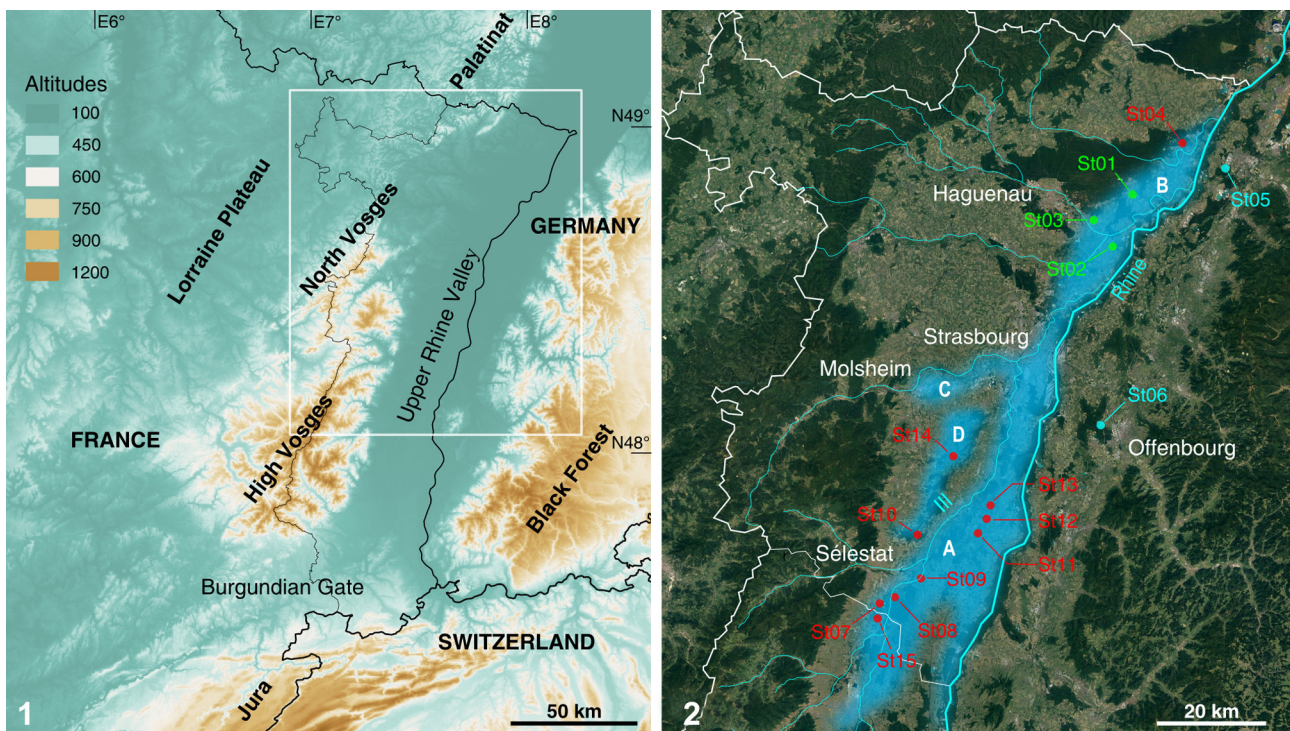 E6°
E7°
E8°
Palatinat
Altitudes
100
450
600
750
900
1200
N49°
Lorraine Plateau
North Vosges
GERMANY
Upper Rhine Valley
FRANCE
High Vosges
N48°
Black Forest
Burgundian Gate
SWITZERLAND
Jura
1
50 km
St04
St01
B
St05
Haguenau
St03
St02
Rhine
Strasbourg
Molsheim
C
St06
D
St14
Offenbourg
St13
Ill
St10
St12
Sélestat
A
St11
St09
St07
St08
St15
2
20 km